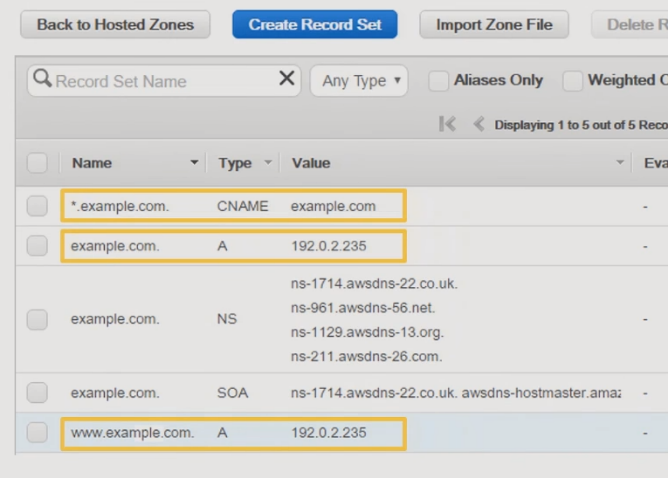 Back to Hosted Zones Create Record Set Import Zone File Delete R
Record Set Name Any Type Aliases Only Weighted
Displaying 1 to 5 out of 5 Reco
Name Type Value Eva
*.example.com. CNAME example.com -
example.com. A 192.0.2.235 -
ns-1714.awsdns-22.co.uk.
ns-961.awsdns-56.net.
example.com. NS -
ns-1129.awsdns-13.org.
ns-211.awsdns-26.com.
example.com. SOA ns-1714.awsdns-22.co.uk. awsdns-hostmaster.amaz -
www.example.com. A 192.0.2.235 -